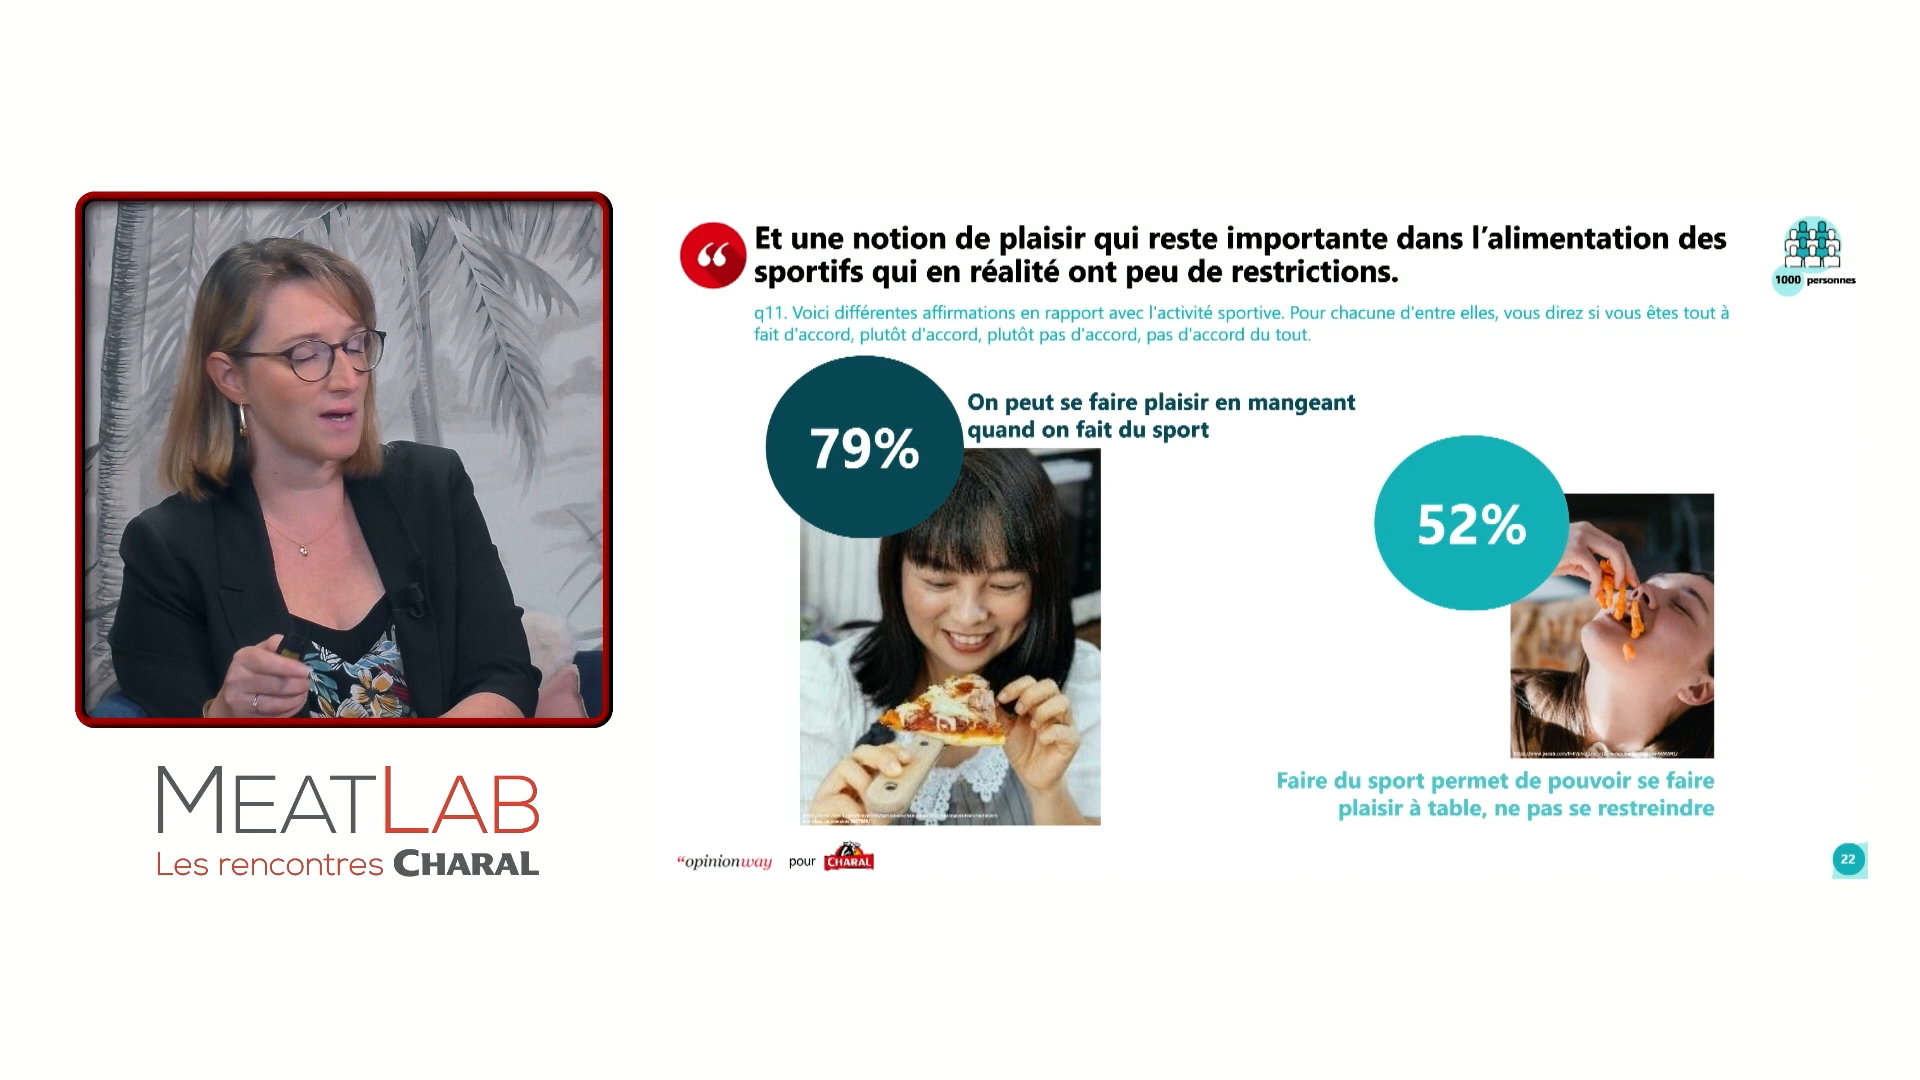 Et une notion de plaisir qui reste importante dans l’alimentation des
sportifs qui en réalité ont peu de restrictions.
1000 personnes
q11. Voici différentes affirmations en rapport avec l'activité sportive. Pour chacune d'entre elles, vous direz si vous êtes tout à
fait d'accord, plutôt d'accord, plutôt pas d'accord, pas d'accord du tout.
79%
On peut se faire plaisir en mangeant
quand on fait du sport
52%
Faire du sport permet de pouvoir se faire
plaisir à table, ne pas se restreindre
MEATLAB
Les rencontres CHARAL
“opinionway pour CHARAL
22